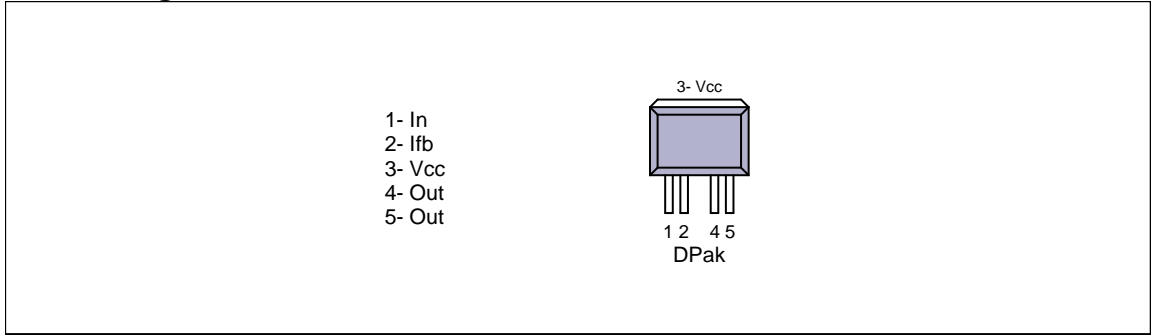 1- In
2- Ifb
3- Vcc
4- Out
5- Out
3- Vcc
1 2 4 5
DPak